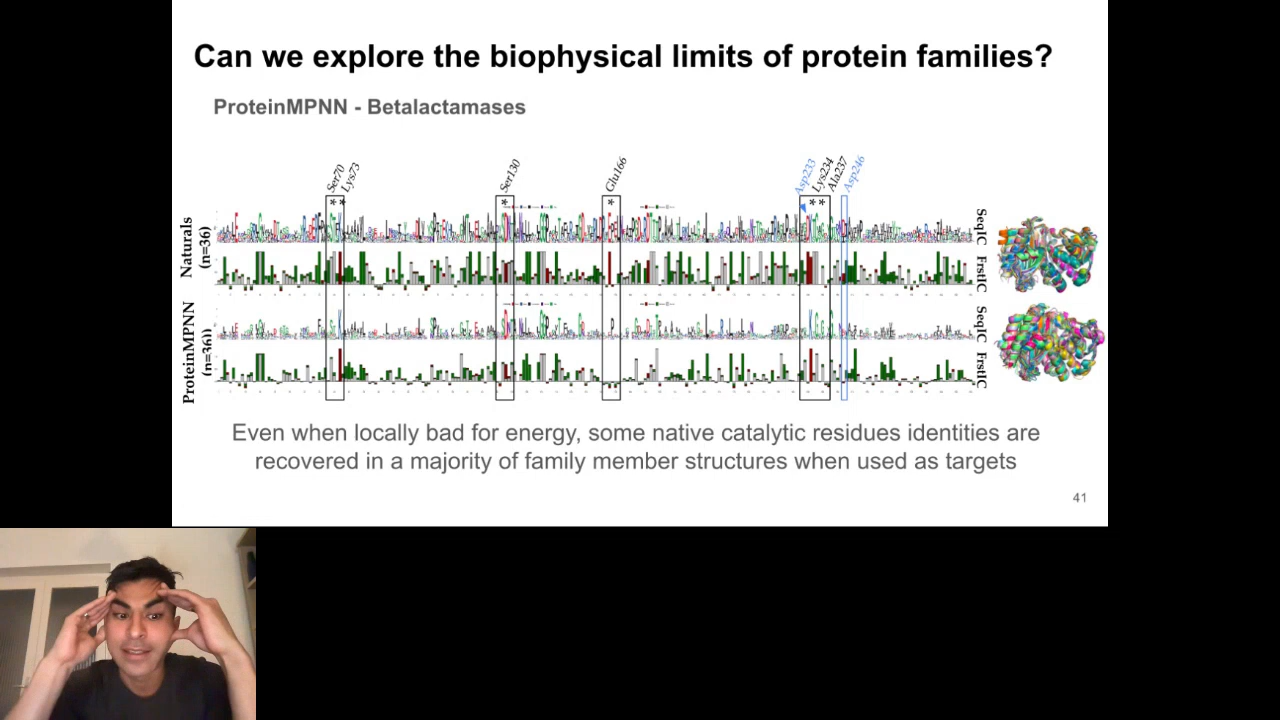 Can we explore the biophysical limits of protein families?
ProteinMPNN - Betalactamases
Ser70
Lys73
Ser130
Glu166
Asp233
Lys234
Ala237
Asp246
Naturals
(n=36)
SeqIC
FrstIC
ProteinMPNN
(n=36))
SeqIC
FrstIC
Even when locally bad for energy, some native catalytic residues identities are
recovered in a majority of family member structures when used as targets
41